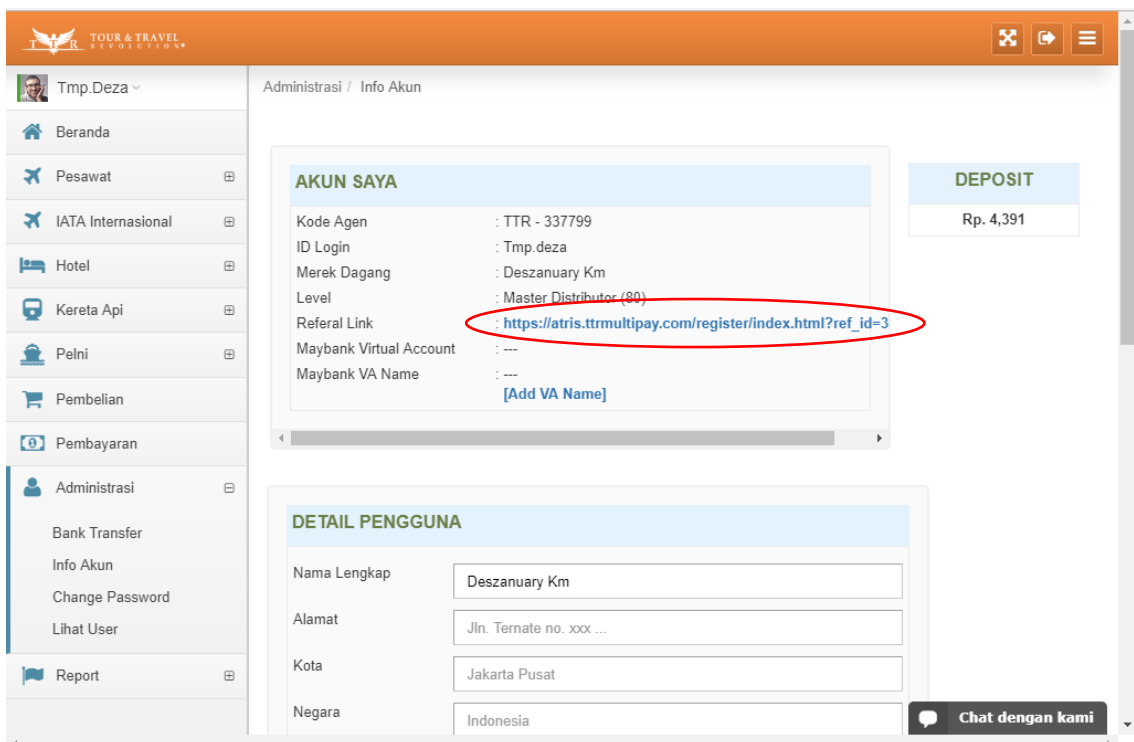 TTR TOUR & TRAVEL
REVOLUTION®
Tmp.Deza
Administrasi / Info Akun
Beranda
Pesawat
IATA Internasional
Hotel
Kereta Api
Pelni
Pembelian
Pembayaran
Administrasi
Bank Transfer
Info Akun
Change Password
Lihat User
Report
AKUN SAYA
Kode Agen : TTR - 337799
ID Login : Tmp.deza
Merek Dagang : Deszanuary Km
Level : Master Distributor (80)
Referal Link : https://atris.ttrmultipay.com/register/index.html?ref_id=3
Maybank Virtual Account : ---
Maybank VA Name : ---
[Add VA Name]
DEPOSIT
Rp. 4,391
DETAIL PENGGUNA
Nama Lengkap Deszanuary Km
Alamat Jln. Ternate no. xxx ...
Kota Jakarta Pusat
Negara Indonesia
Chat dengan kami